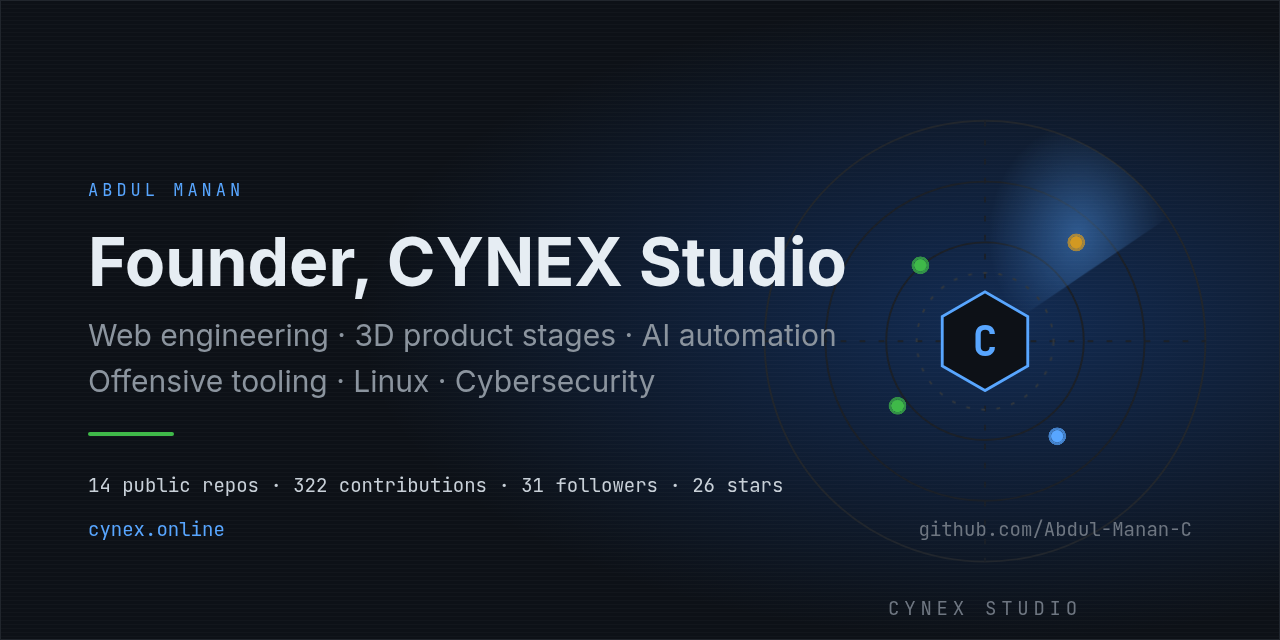 ABDUL MANAN
Founder, CYNEX Studio
Web engineering · 3D product stages · AI automation
Offensive tooling · Linux · Cybersecurity
C
14 public repos · 322 contributions · 31 followers · 26 stars
cynex.online
github.com/Abdul-Manan-C
CYNEX STUDIO